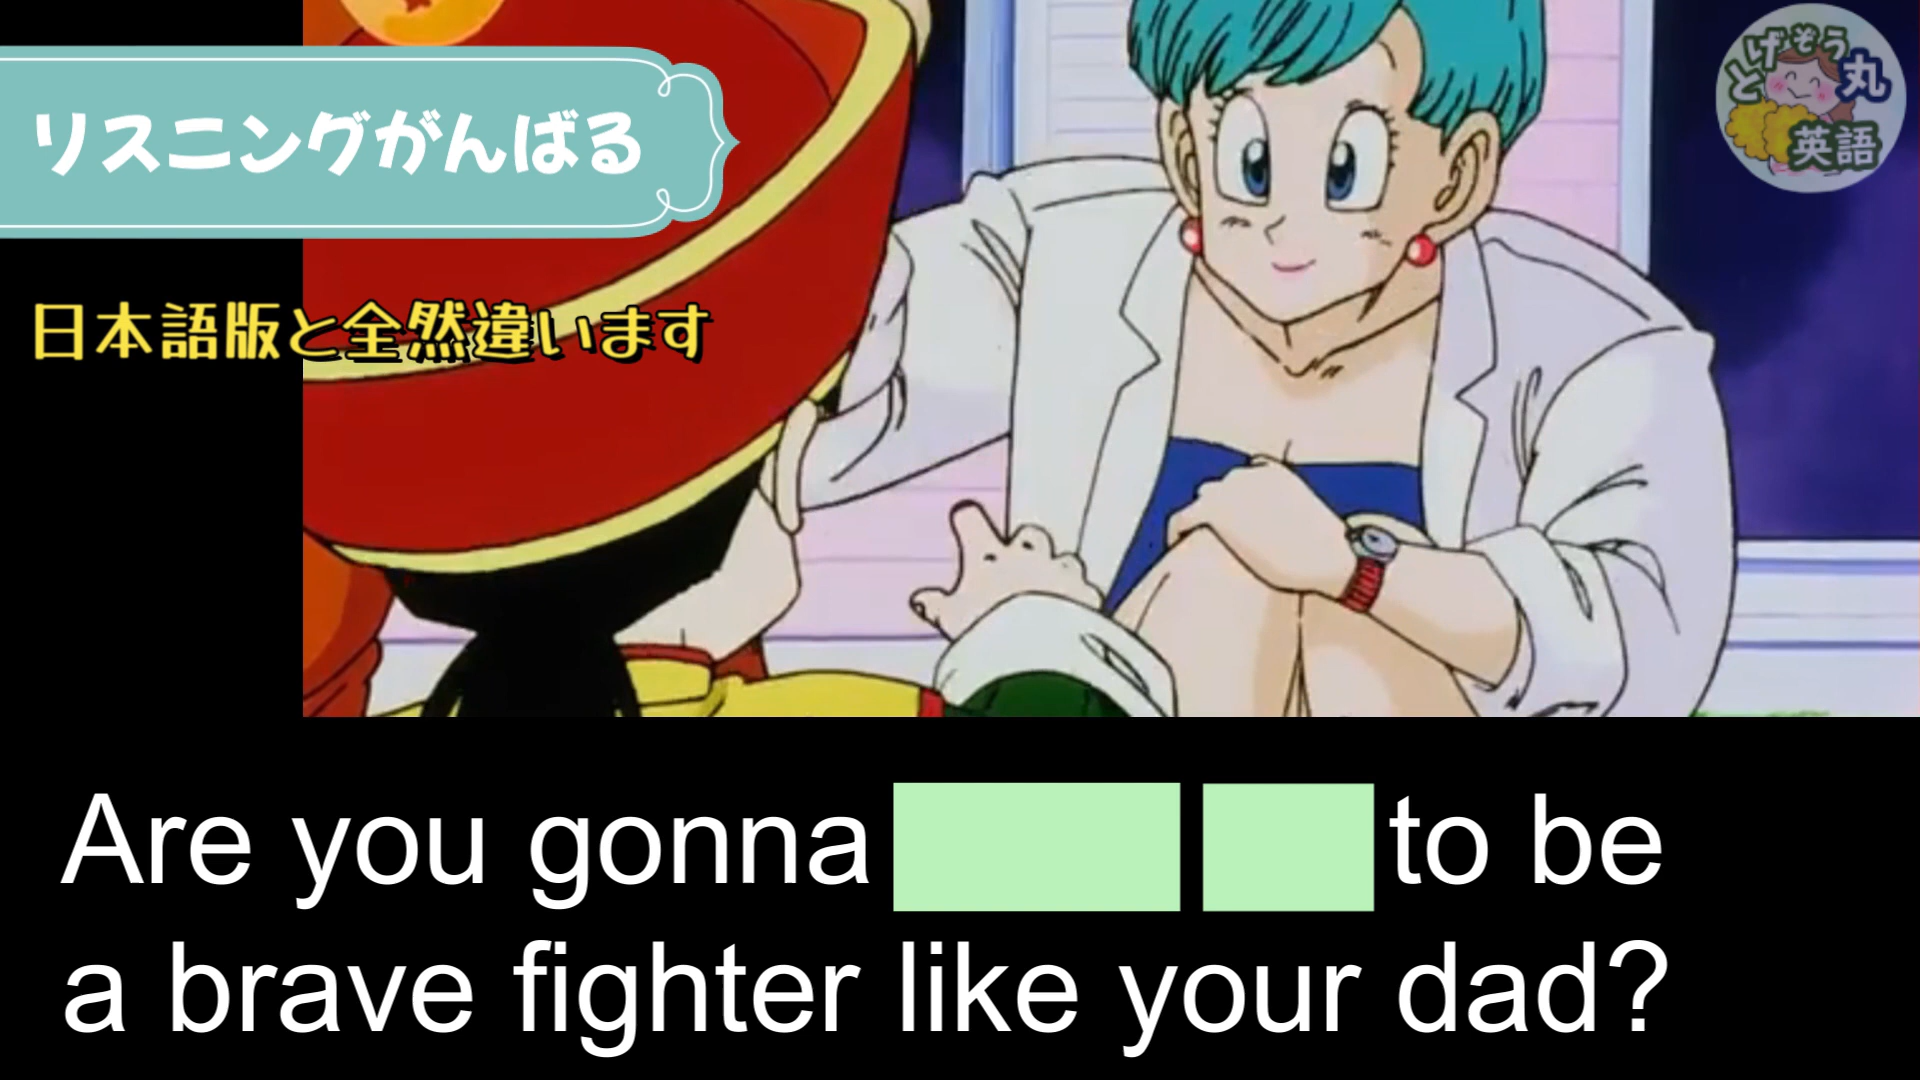 リスニングがんばる
とげぞう丸
英語
日本語版と全然違います
Are you gonna to be
a brave fighter like your dad?